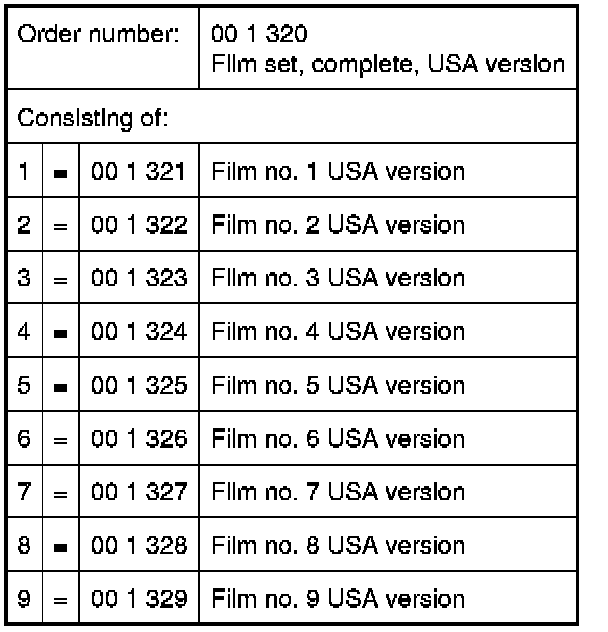 Order number: 00 1 320
Film set, complete, USA version
Consisting of:
1 = 00 1 321 Film no. 1 USA version
2 = 00 1 322 Film no. 2 USA version
3 = 00 1 323 Film no. 3 USA version
4 = 00 1 324 Film no. 4 USA version
5 = 00 1 325 Film no. 5 USA version
6 = 00 1 326 Film no. 6 USA version
7 = 00 1 327 Film no. 7 USA version
8 = 00 1 328 Film no. 8 USA version
9 = 00 1 329 Film no. 9 USA version